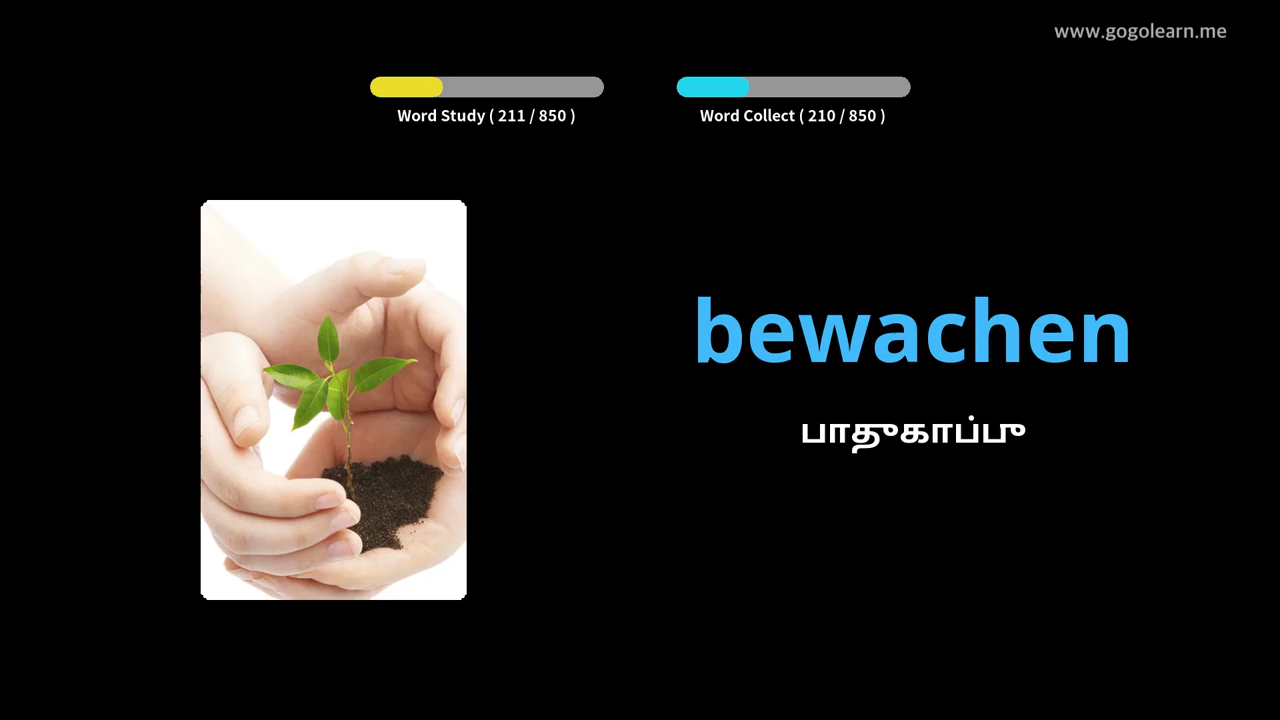 www.gogolearn.me
Word Study ( 211 / 850 )
Word Collect ( 210 / 850 )
bewachen
பாதுகாப்பு